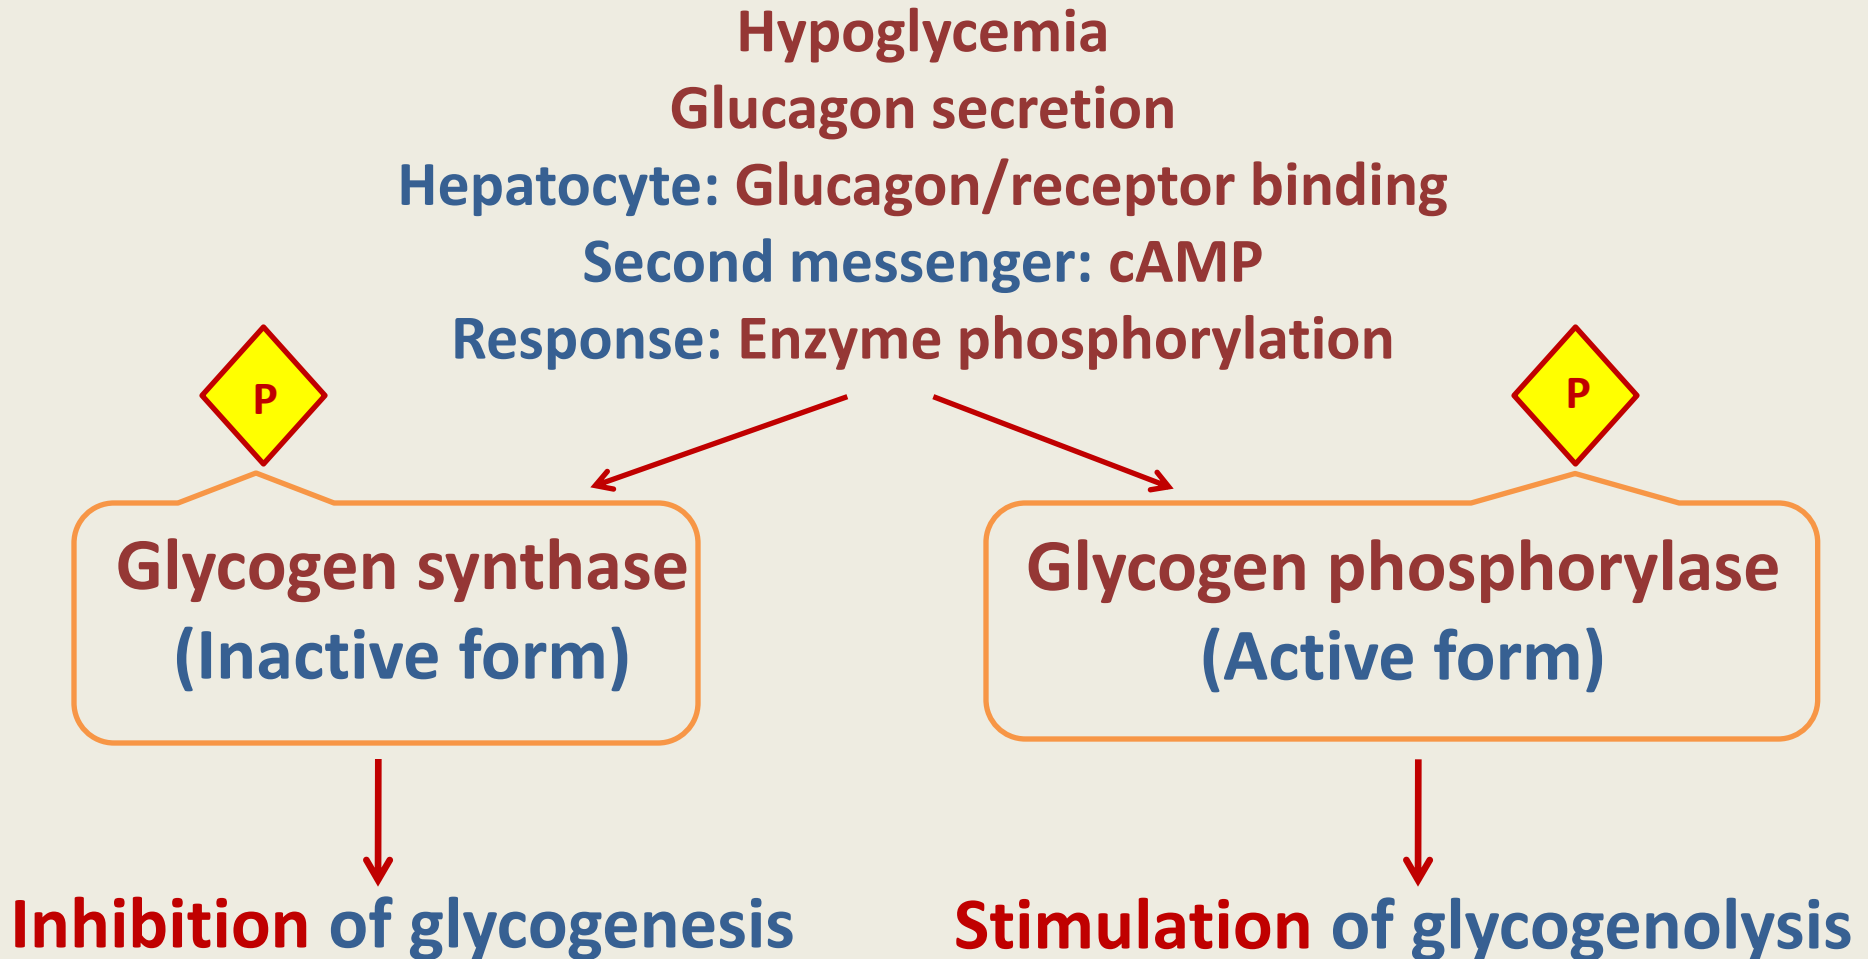 Hypoglycemia
Glucagon secretion
Hepatocyte: Glucagon/receptor binding
Second messenger: cAMP
Response: Enzyme phosphorylation
P
P
Glycogen synthase
(Inactive form)
Glycogen phosphorylase
(Active form)
Inhibition of glycogenesis
Stimulation of glycogenolysis